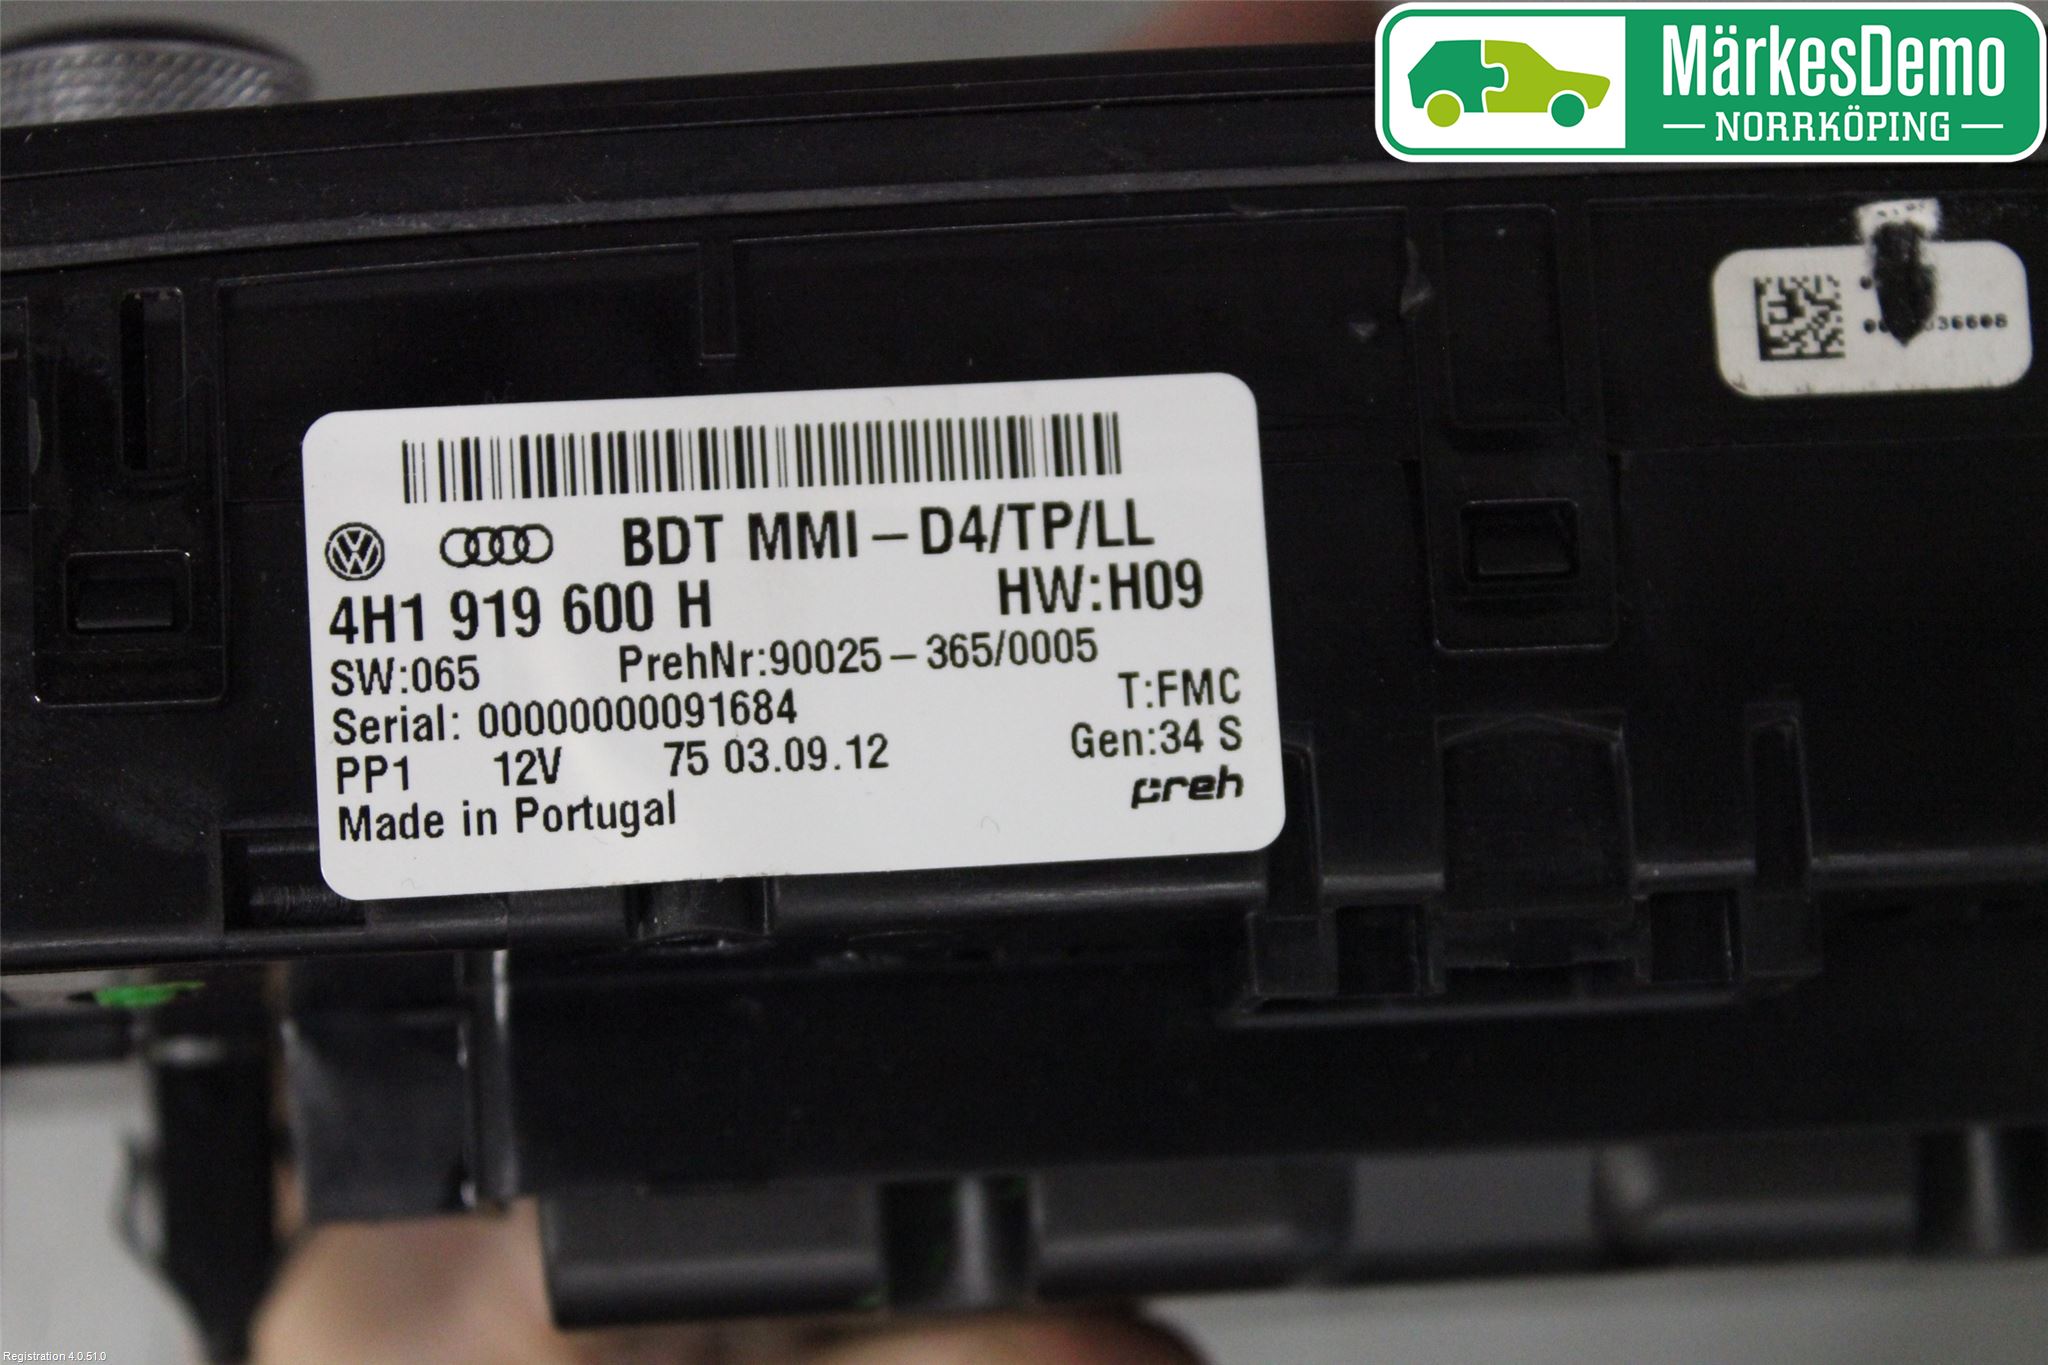 MärkesDemo
NORRKÖPING
BDT MMI – D4/TP/LL
4H1 919 600 H HW:H09
SW:065 PrehNr:90025 – 365/0005
Serial: 00000000091684 T:FMC
PP1 12V 75 03.09.12 Gen:34 S
Made in Portugal preh
Registration 4.0.51.0